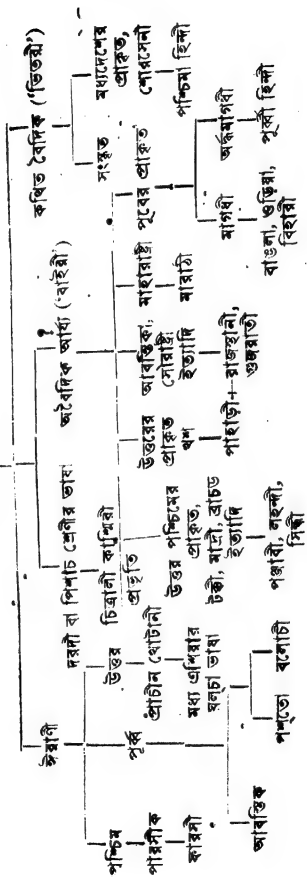 ঈরাণী
দরদী বা পিশাচ শ্রেণীর ভাষা
অবৈদিক আর্য্য ('বাইরী')
কথিত বৈদিক ('ভিতরী')
?
চিত্রালী কাশ্মিরী
প্রভৃতি
সংস্কৃত
মধ্যদেশের
প্রাকৃত,
শৌরসেনী
পশ্চিমা হিন্দী
পশ্চিম
পূর্ব্ব
উত্তর
পারসীক
ফারসী
প্রাচীন খোটানী
মধ্য এশিয়ার
ঘলচা ভাষা
আবস্তিক
পশ্‌তো
বলোচী
উত্তর পশ্চিমের
প্রাকৃত,
টক্কী, মাদ্রী, ব্রাচড
ইত্যাদি
পঞ্জাবী, লহন্দী,
সিন্ধী
উত্তরের
প্রাকৃত
খশ
পাহাড়ী+রাজস্থানী,
গুজরাতী
আবন্তিকা,
সৌরাষ্ট্রী
ইত্যাদি
মাহারাষ্ট্রী
মারাঠী
পূবের প্রাকৃত
মাগধী
বাঙলা, ওড়িয়া,
বিহারী
অর্দ্ধমাগধী
পূর্ব্বী হিন্দী